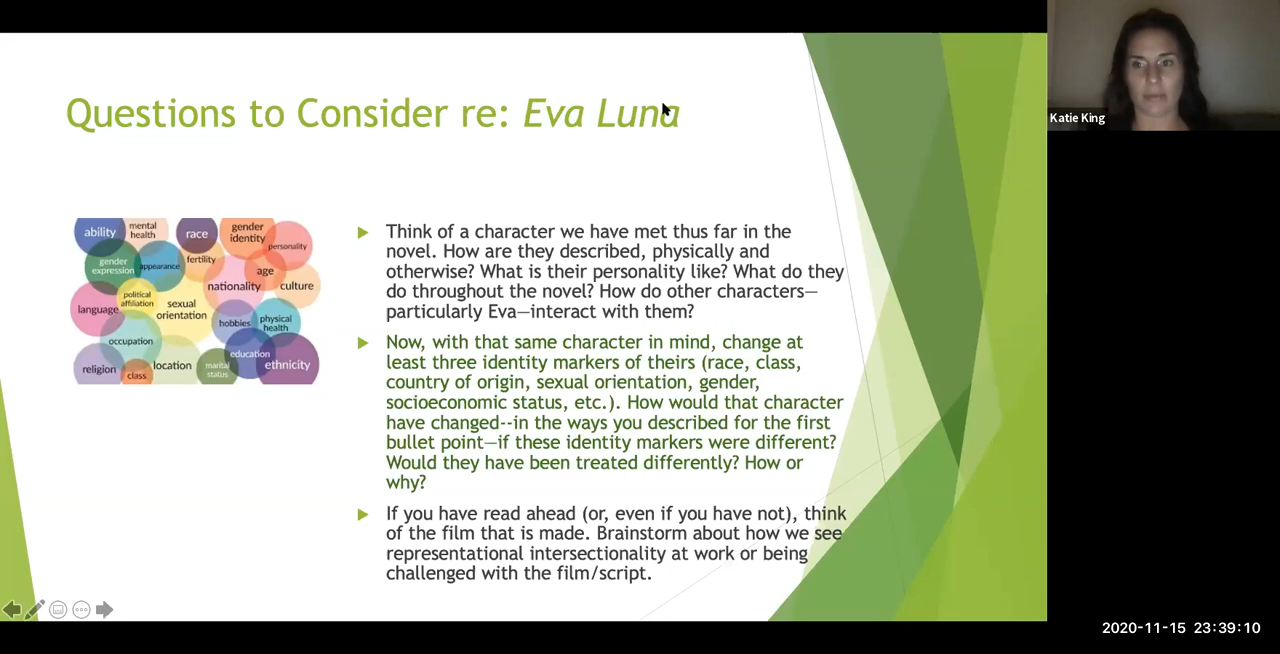 Questions to Consider re: Eva Luna
ability
mental
health
race
gender
identity
personality
gender
expression
appearance
fertility
age
nationality
culture
language
political
affiliation
sexual
orientation
hobbies
physical
health
occupation
education
religion
class
location
marital
status
ethnicity
Think of a character we have met thus far in the
novel. How are they described, physically and
otherwise? What is their personality like? What do they
do throughout the novel? How do other characters—
particularly Eva—interact with them?
Now, with that same character in mind, change at
least three identity markers of theirs (race, class,
country of origin, sexual orientation, gender,
socioeconomic status, etc.). How would that character
have changed--in the ways you described for the first
bullet point—if these identity markers were different?
Would they have been treated differently? How or
why?
If you have read ahead (or, even if you have not), think
of the film that is made. Brainstorm about how we see
representational intersectionality at work or being
challenged with the film/script.
Katie King
2020-11-15 23:39:10